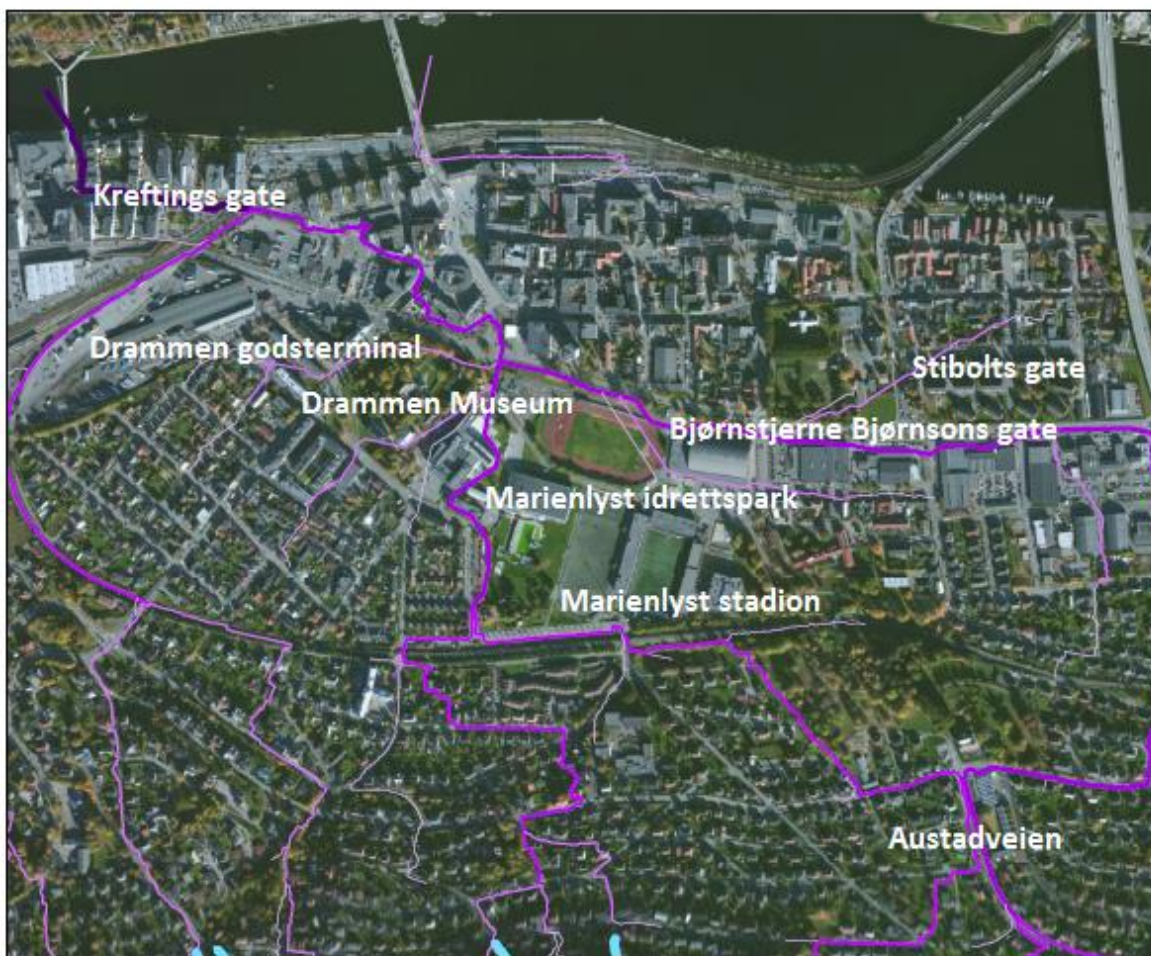 Kreftings gate
Drammen godsterminal
Stibolts gate
Drammen Museum
Bjørnstjerne Bjørnsons gate
Marienlyst idrettspark
Marienlyst stadion
Austadveien